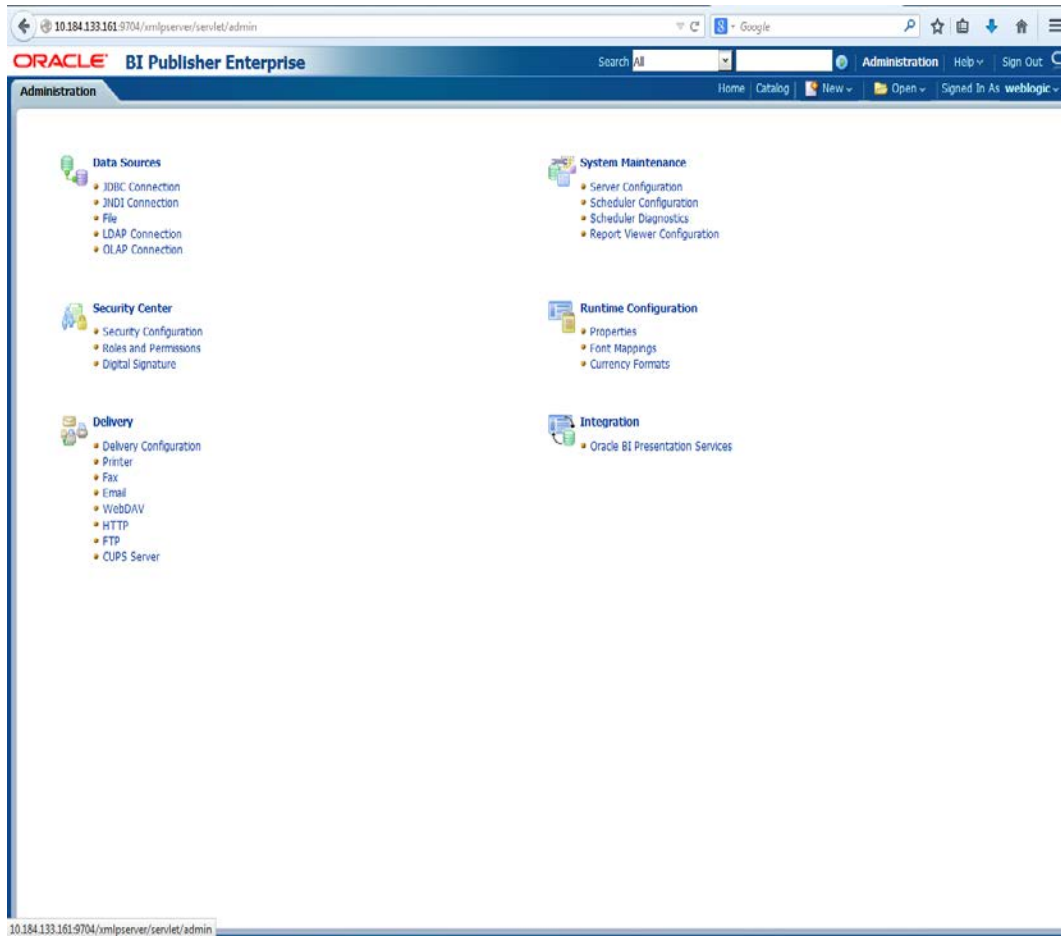 10.184.133.161:9704/xmlpserver/servlet/admin
Google
ORACLE BI Publisher Enterprise
Search All
Administration Help Sign Out
Administration
Home Catalog New Open Signed In As weblogic
Data Sources
JDBC Connection
JNDI Connection
File
LDAP Connection
OLAP Connection
System Maintenance
Server Configuration
Scheduler Configuration
Scheduler Diagnostics
Report Viewer Configuration
Security Center
Security Configuration
Roles and Permissions
Digital Signature
Runtime Configuration
Properties
Font Mappings
Currency Formats
Delivery
Delivery Configuration
Printer
Fax
Email
WebDAV
HTTP
FTP
CUPS Server
Integration
Oracle BI Presentation Services
10.184.133.161:9704/xmlpserver/servlet/admin